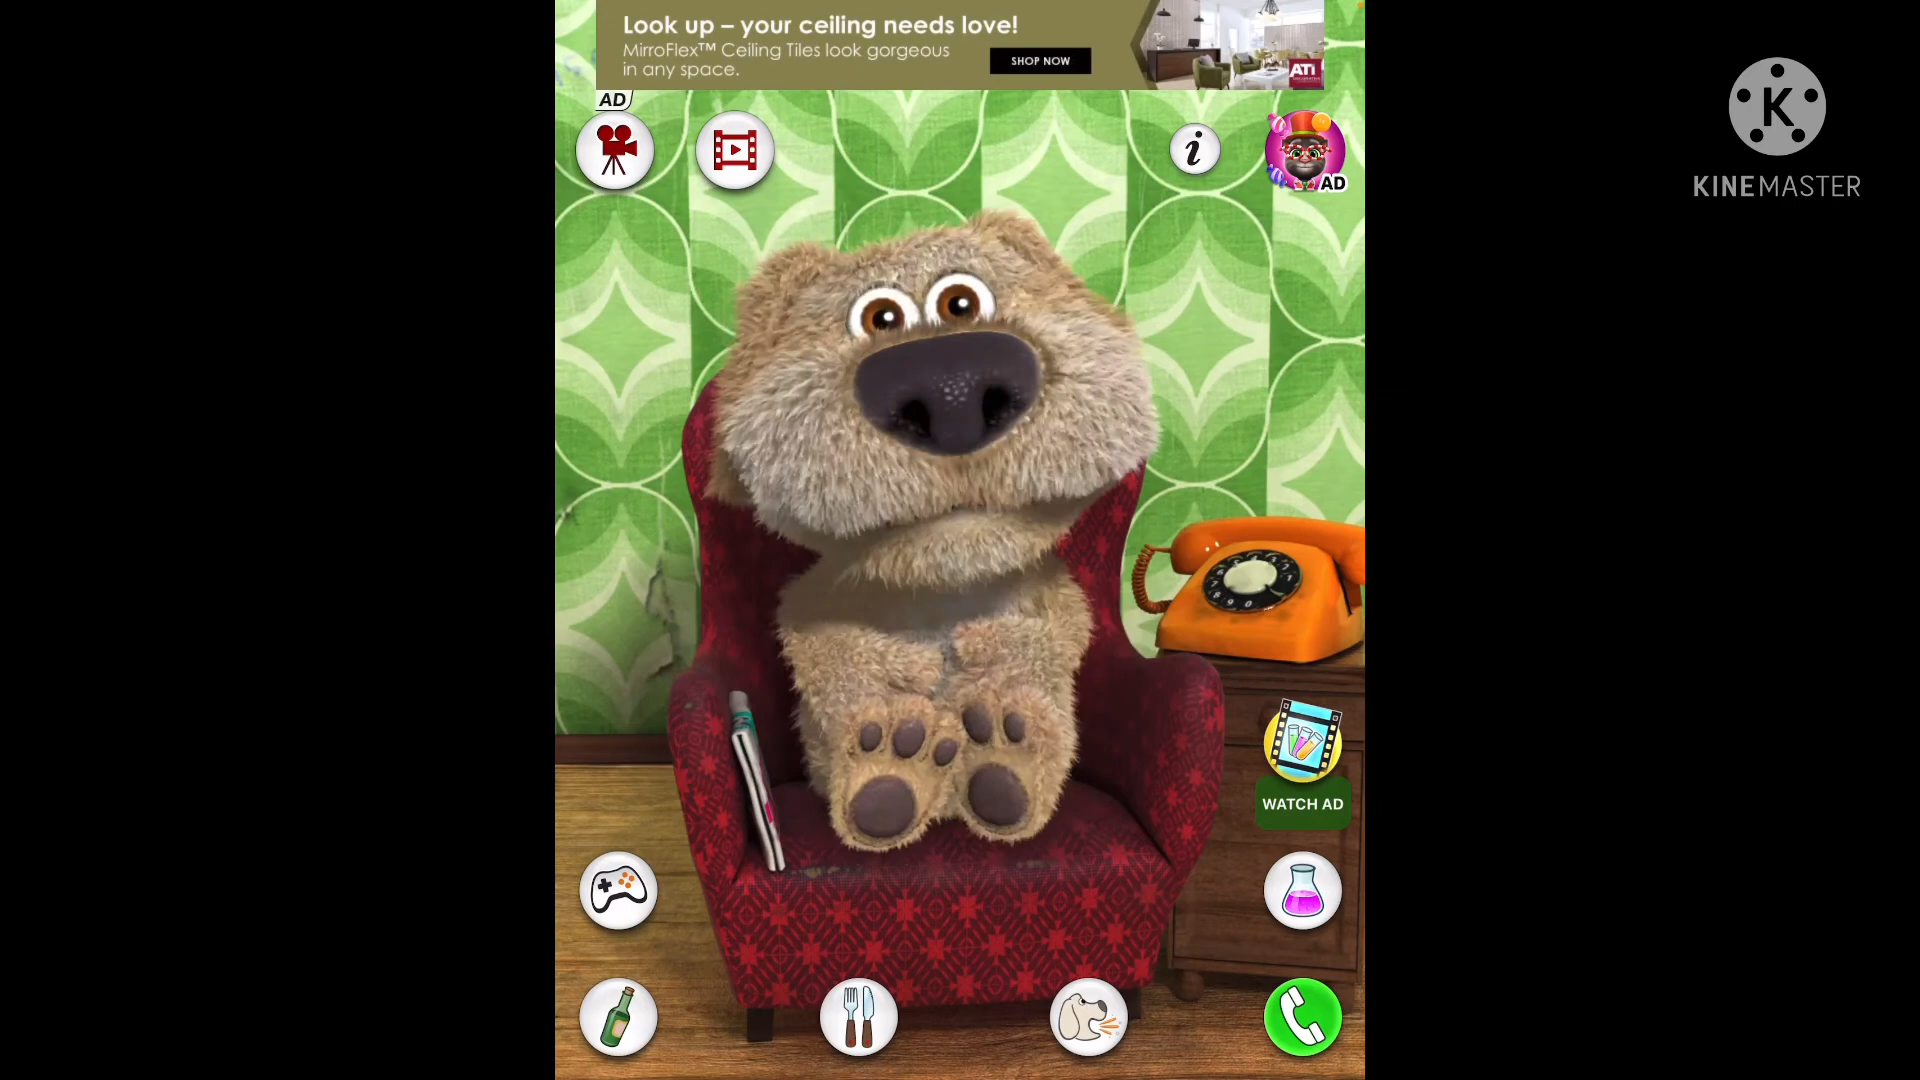 Look up – your ceiling needs love!
MirroFlex™ Ceiling Tiles look gorgeous
in any space.
SHOP NOW
ATI
AD
i
AD
K
KINEMASTER
WATCH AD